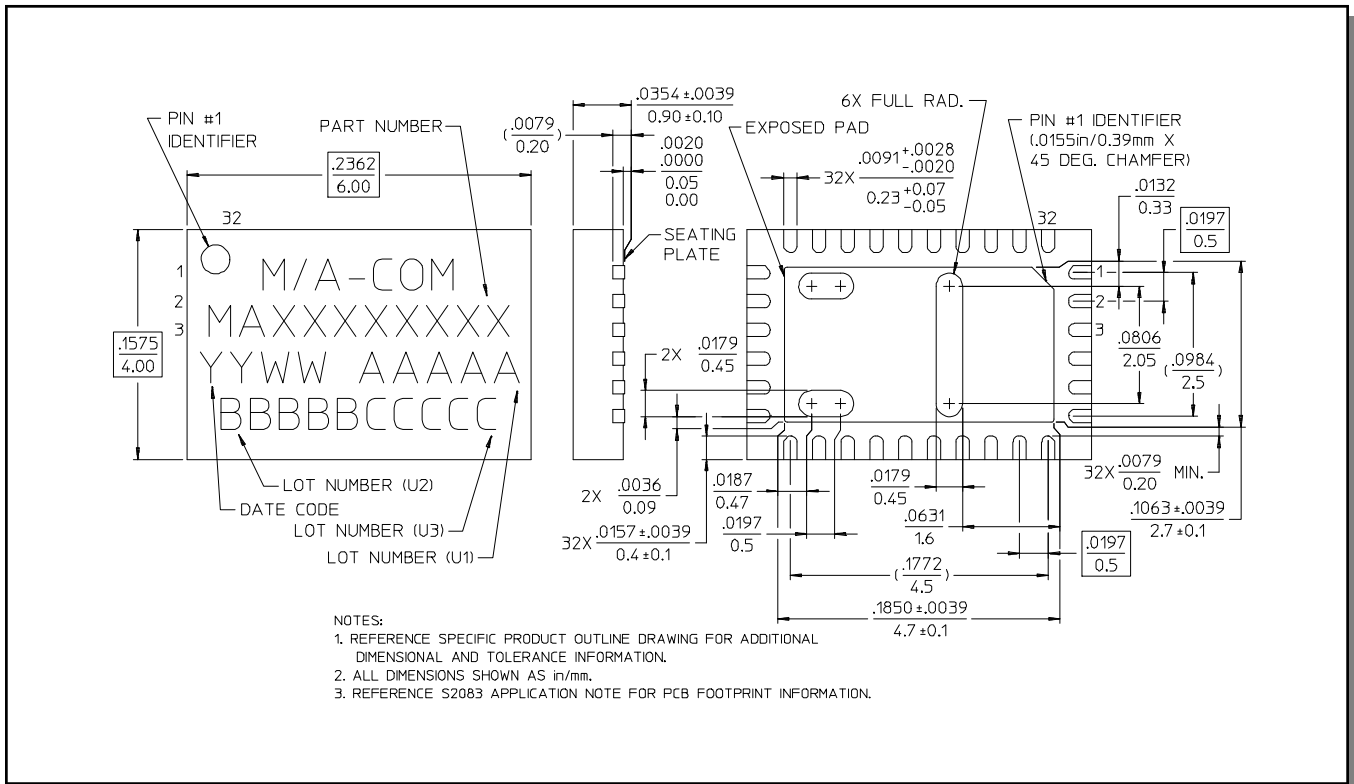 PIN #1
IDENTIFIER
PART NUMBER
.2362
6.00
32
1
2
3
.1575
4.00
M/A-COM
MAXXXXXXXXX
YYWW AAAAA
BBBBBCCCCC
LOT NUMBER (U2)
DATE CODE
LOT NUMBER (U3)
LOT NUMBER (U1)
.0354 ±.0039
0.90 ±0.10
(.0079
0.20)
.0020
.0000
0.05
0.00
SEATING
PLATE
EXPOSED PAD
6X FULL RAD.
32X .0091 +.0028
-.0020
0.23 +0.07
-0.05
PIN #1 IDENTIFIER
(.0155in/0.39mm X
45 DEG. CHAMFER)
32
.0132
0.33
.0197
0.5
1
2
3
.0806
2.05
(.0984
2.5)
2X .0179
0.45
2X .0036
0.09
32X .0157 ±.0039
0.4 ±0.1
.0187
0.47
.0197
0.5
.0179
0.45
.0631
1.6
32X .0079
0.20 MIN.
.1063 ±.0039
2.7 ±0.1
.0197
0.5
(.1772
4.5)
.1850 ±.0039
4.7 ±0.1
NOTES:
1. REFERENCE SPECIFIC PRODUCT OUTLINE DRAWING FOR ADDITIONAL
DIMENSIONAL AND TOLERANCE INFORMATION.
2. ALL DIMENSIONS SHOWN AS in/mm.
3. REFERENCE S2083 APPLICATION NOTE FOR PCB FOOTPRINT INFORMATION.